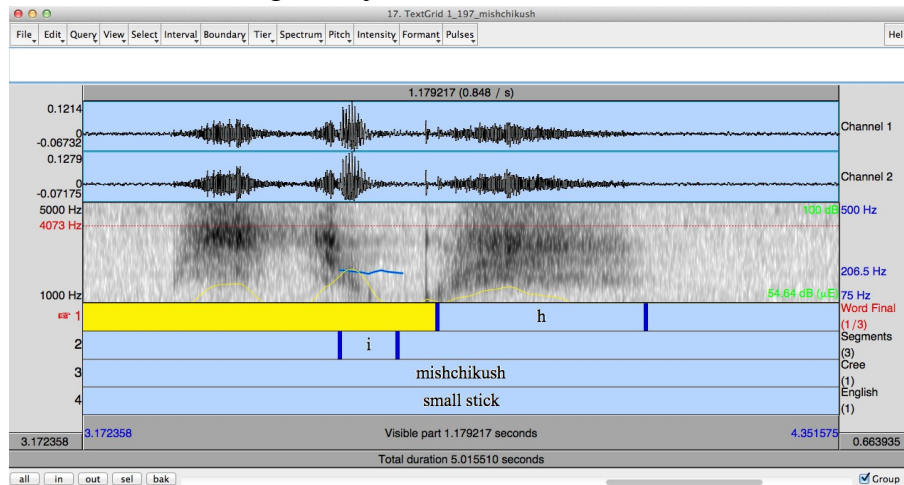 17. TextGrid 1_197_mishchikush
File Edit Query View Select Interval Boundary Tier Spectrum Pitch Intensity Formant Pulses Hel
1.179217 (0.848 / s)
0.1214
0
-0.06732
Channel 1
0.1279
0
-0.07175
Channel 2
5000 Hz 100 dB 500 Hz
4073 Hz
206.5 Hz
1000 Hz 54.64 dB (µE) 75 Hz
1 h Word Final
(1/3)
2 i Segments
(3)
3 mishchikush Cree
(1)
4 small stick English
(1)
3.172358 3.172358 Visible part 1.179217 seconds 4.351575 0.663935
Total duration 5.015510 seconds
all in out sel bak Group